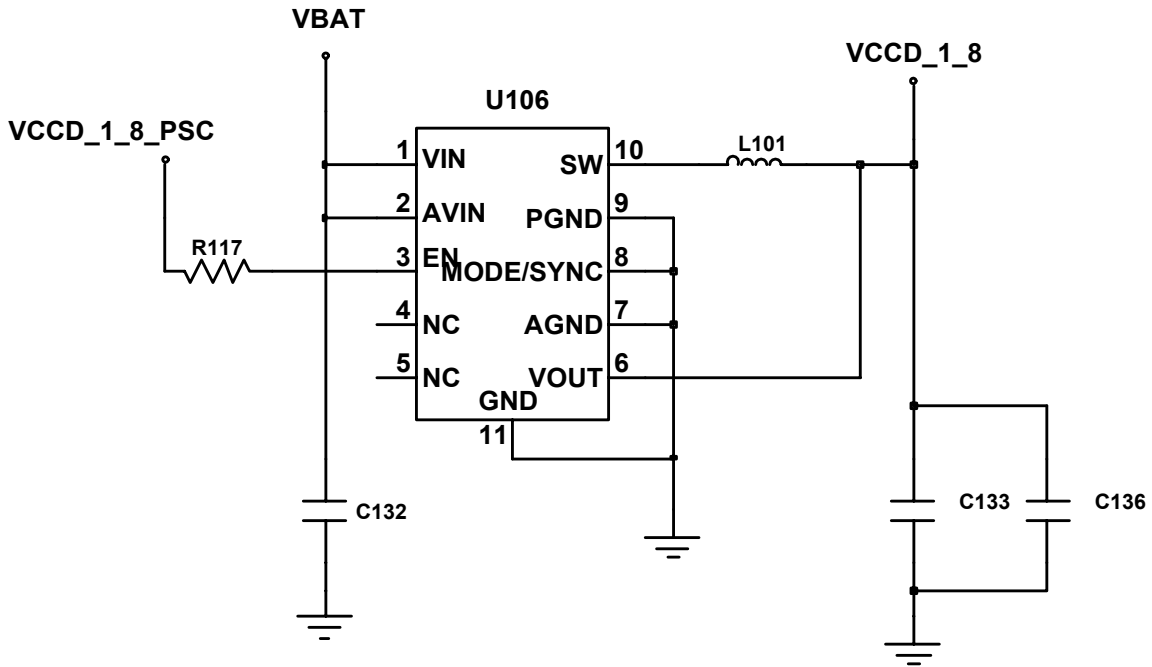 VBAT
VCCD_1_8
U106
VCCD_1_8_PSC
L101
1 VIN SW 10
2 AVIN PGND 9
R117
3 EN MODE/SYNC 8
4 NC AGND 7
5 NC VOUT 6
GND
11
C132
C133
C136